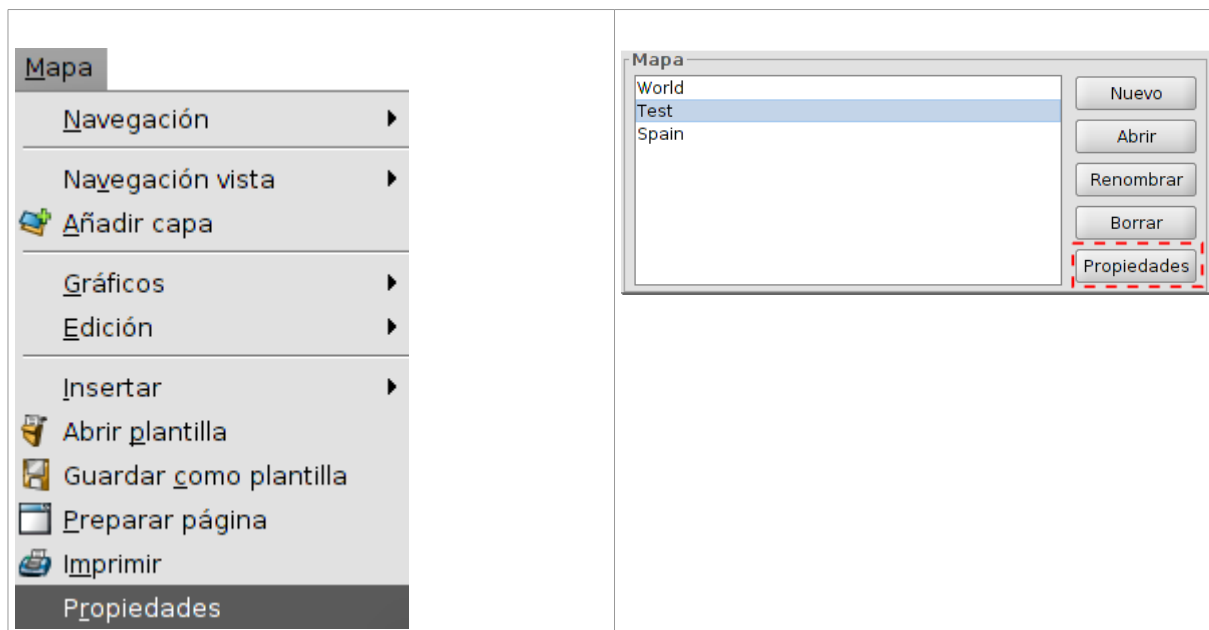 Mapa
Navegación
Navegación vista
Añadir capa
Gráficos
Edición
Insertar
Abrir plantilla
Guardar como plantilla
Preparar página
Imprimir
Propiedades
Mapa
World
Test
Spain
Nuevo
Abrir
Renombrar
Borrar
Propiedades